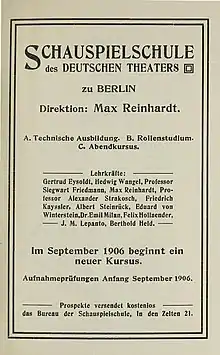 SCHAUSPIELSCHULE
des DEUTSCHEN THEATERS
zu BERLIN
Direktion: Max Reinhardt.
A. Technische Ausbildung. B. Rollenstudium.
C. Abendkursus.
Lehrkräfte:
Gertrud Eysoldt, Hedwig Wangel, Professor
Siegwart Friedmann, Max Reinhardt, Pro-
fessor Alexander Strakosch, Friedrich
Kayssler, Albert Steinrück, Eduard von
Winterstein, Dr. Emil Milan, Felix Hollaender,
J. M. Lepanto, Berthold Held.
Im September 1906 beginnt ein
neuer Kursus.
Aufnahmeprüfungen Anfang September 1906.
Prospekte versendet kostenlos
das Bureau der Schauspielschule, In den Zelten 21.